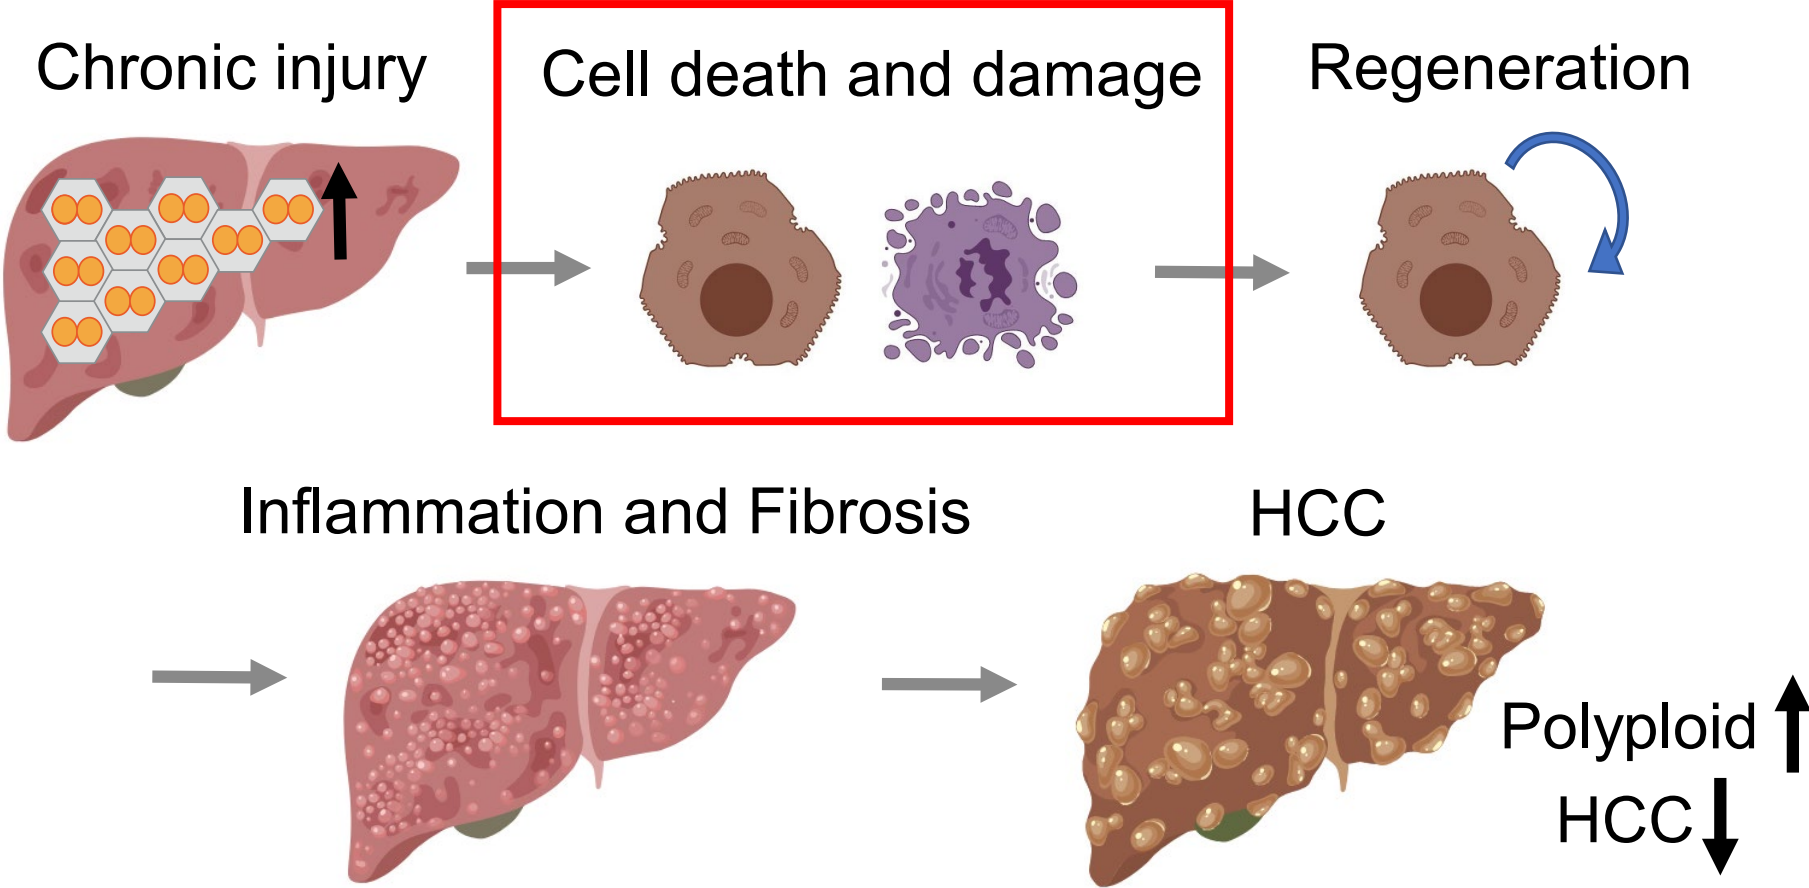 Chronic injury
Cell death and damage
Regeneration
Inflammation and Fibrosis
HCC
Polyploid
HCC